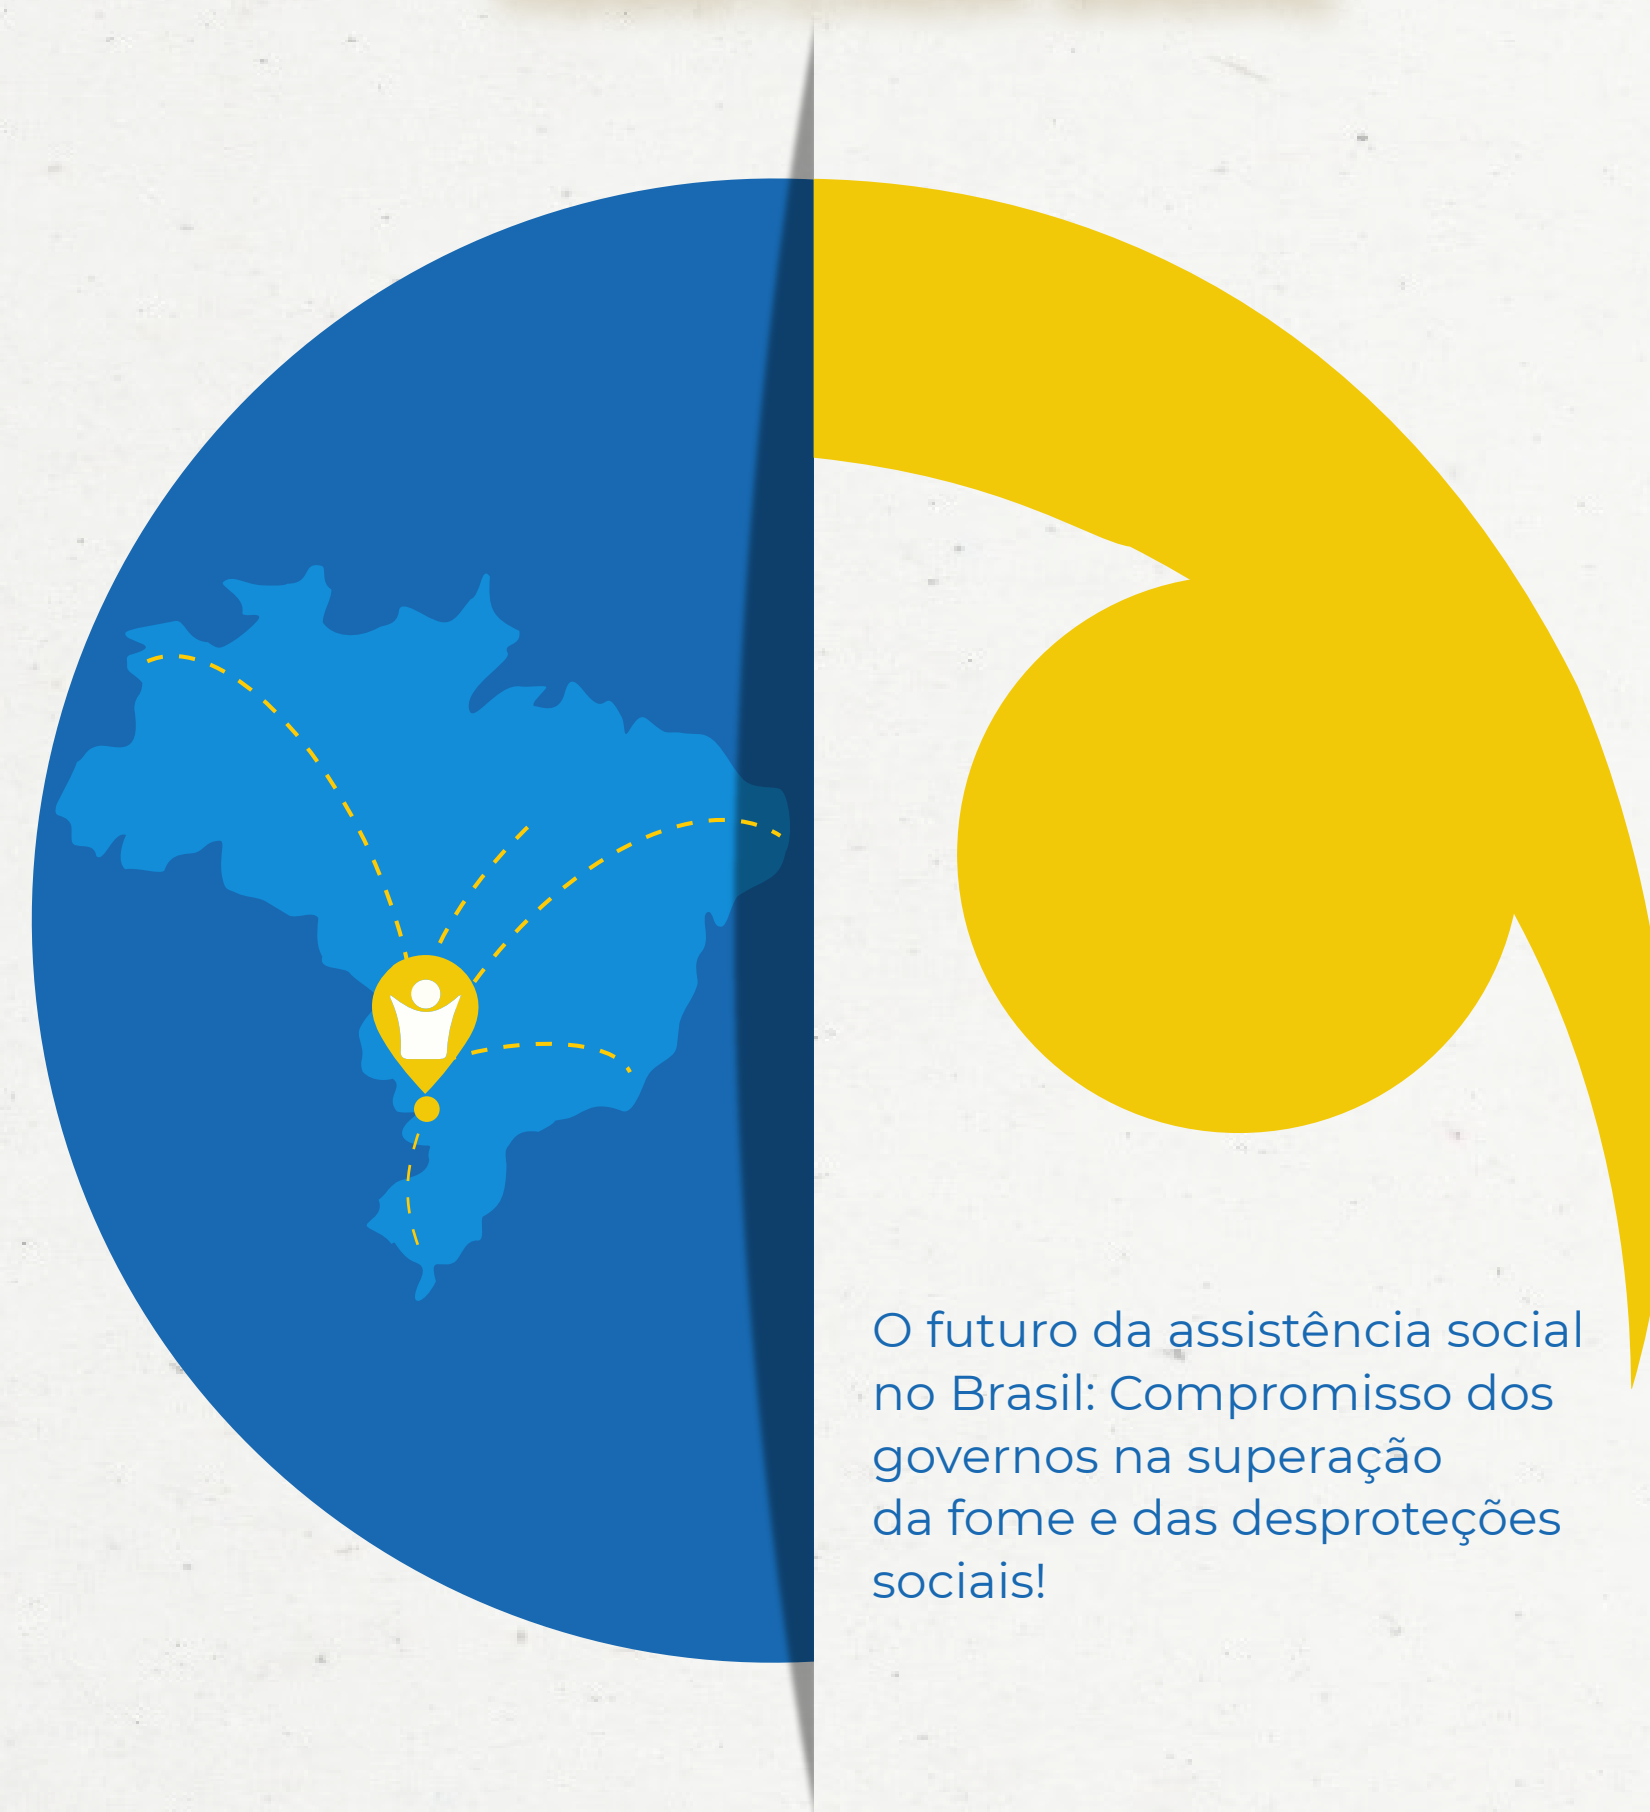 O futuro da assistência social
no Brasil: Compromisso dos
governos na superação
da fome e das desproteções
sociais!